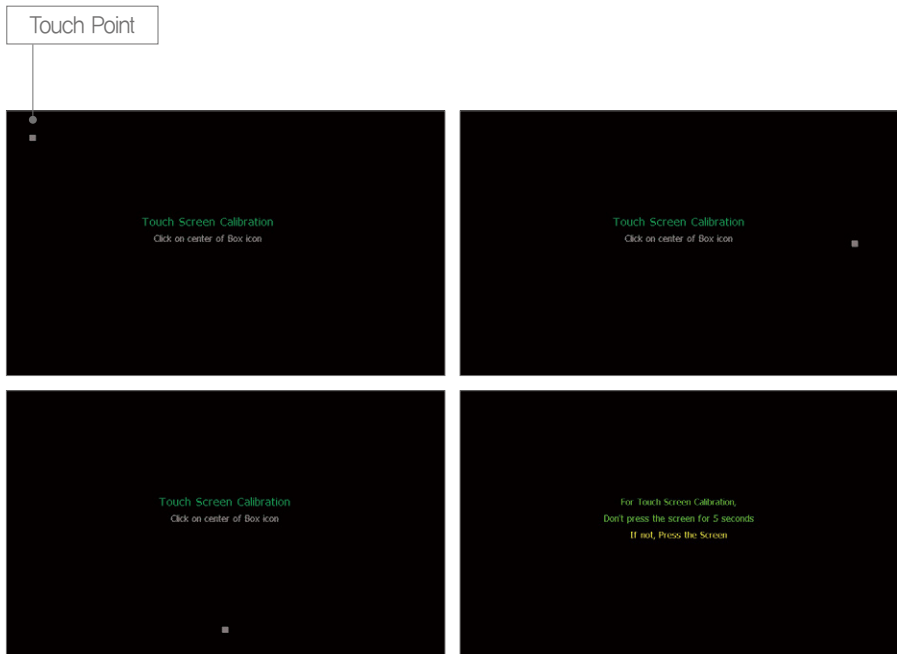 Touch Point
Touch Screen Calibration
Click on center of Box icon
Touch Screen Calibration
Click on center of Box icon
Touch Screen Calibration
Click on center of Box icon
For Touch Screen Calibration,
Don't press the screen for 5 seconds
If not, Press the Screen